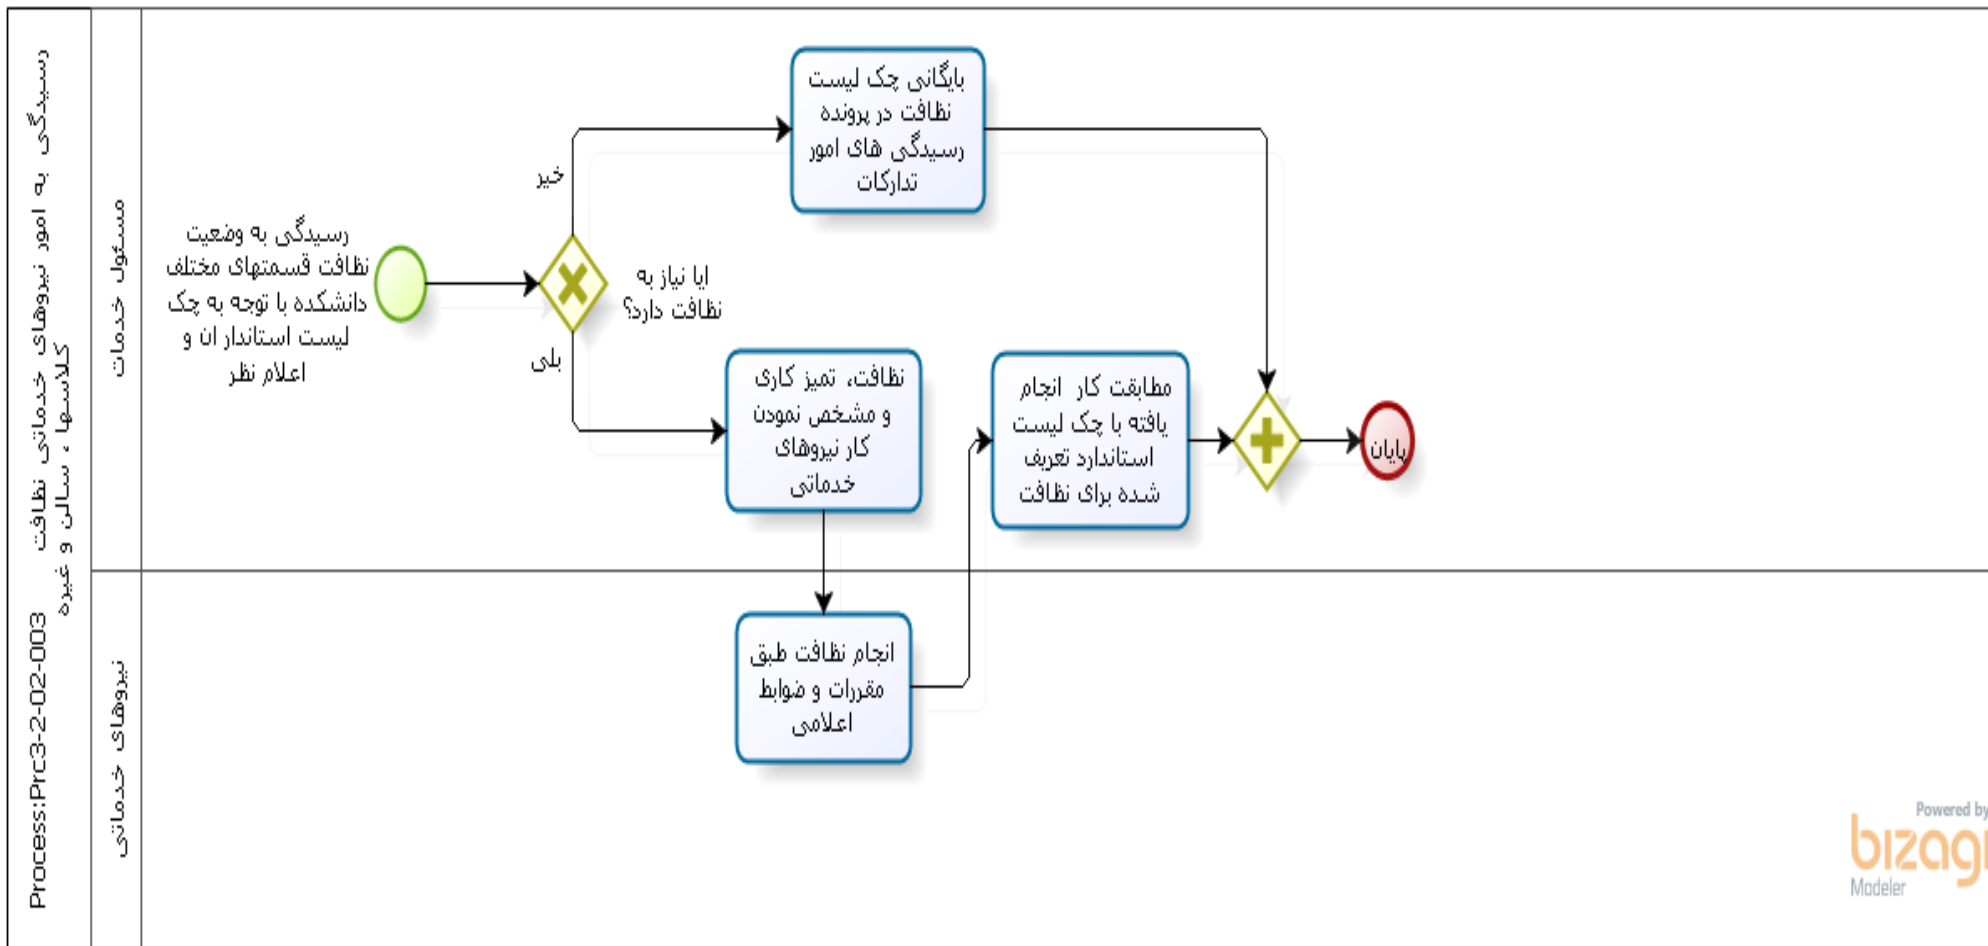 Process:Prc3-2-02-003 رسیدگی به امور نیروهای خدماتی نظافت
کلاسها ، سالن و غیره
مسئول خدمات
نیروهای خدماتی
رسیدگی به وضعیت
نظافت قسمتهای مختلف
دانشکده با توجه به چک
لیست استاندار ان و
اعلام نظر
خیر
بلی
ایا نیاز به
نظافت دارد؟
بایگانی چک لیست
نظافت در پرونده
رسیدگی های امور
تدارکات
نظافت، تمیز کاری
و مشخص نمودن
کار نیروهای
خدماتی
انجام نظافت طبق
مقررات و ضوابط
اعلامی
مطابقت کار انجام
یافته با چک لیست
استاندارد تعریف
شده برای نظافت
پایان
Powered by
bizagi
Modeler